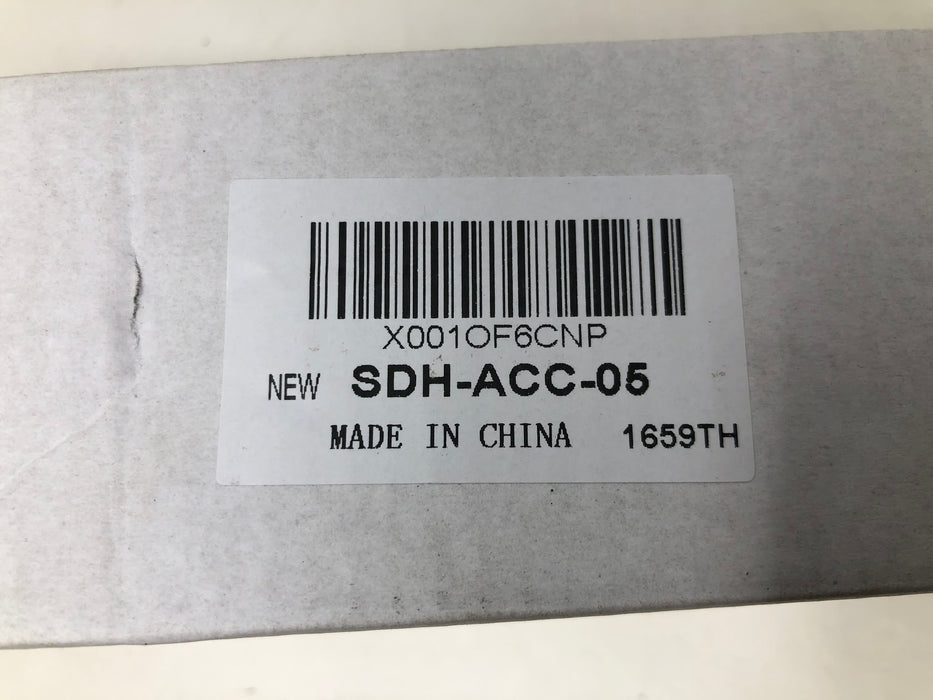 X001OF6CNP
NEW SDH-ACC-05
MADE IN CHINA 1659TH